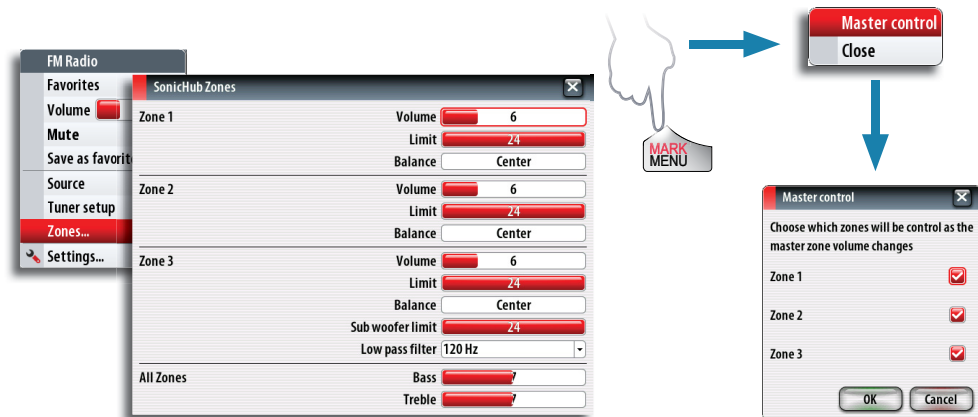 FM Radio
Favorites
Volume
Mute
Save as favorit
Source
Tuner setup
Zones...
Settings...
SonicHub Zones
Zone 1
Volume 6
Limit 24
Balance Center
Zone 2
Volume 6
Limit 24
Balance Center
Zone 3
Volume 6
Limit 24
Balance Center
Sub woofer limit 24
Low pass filter 120 Hz
All Zones
Bass 7
Treble 7
MARK
MENU
Master control
Close
Master control
Choose which zones will be control as the
master zone volume changes
Zone 1
Zone 2
Zone 3
OK Cancel